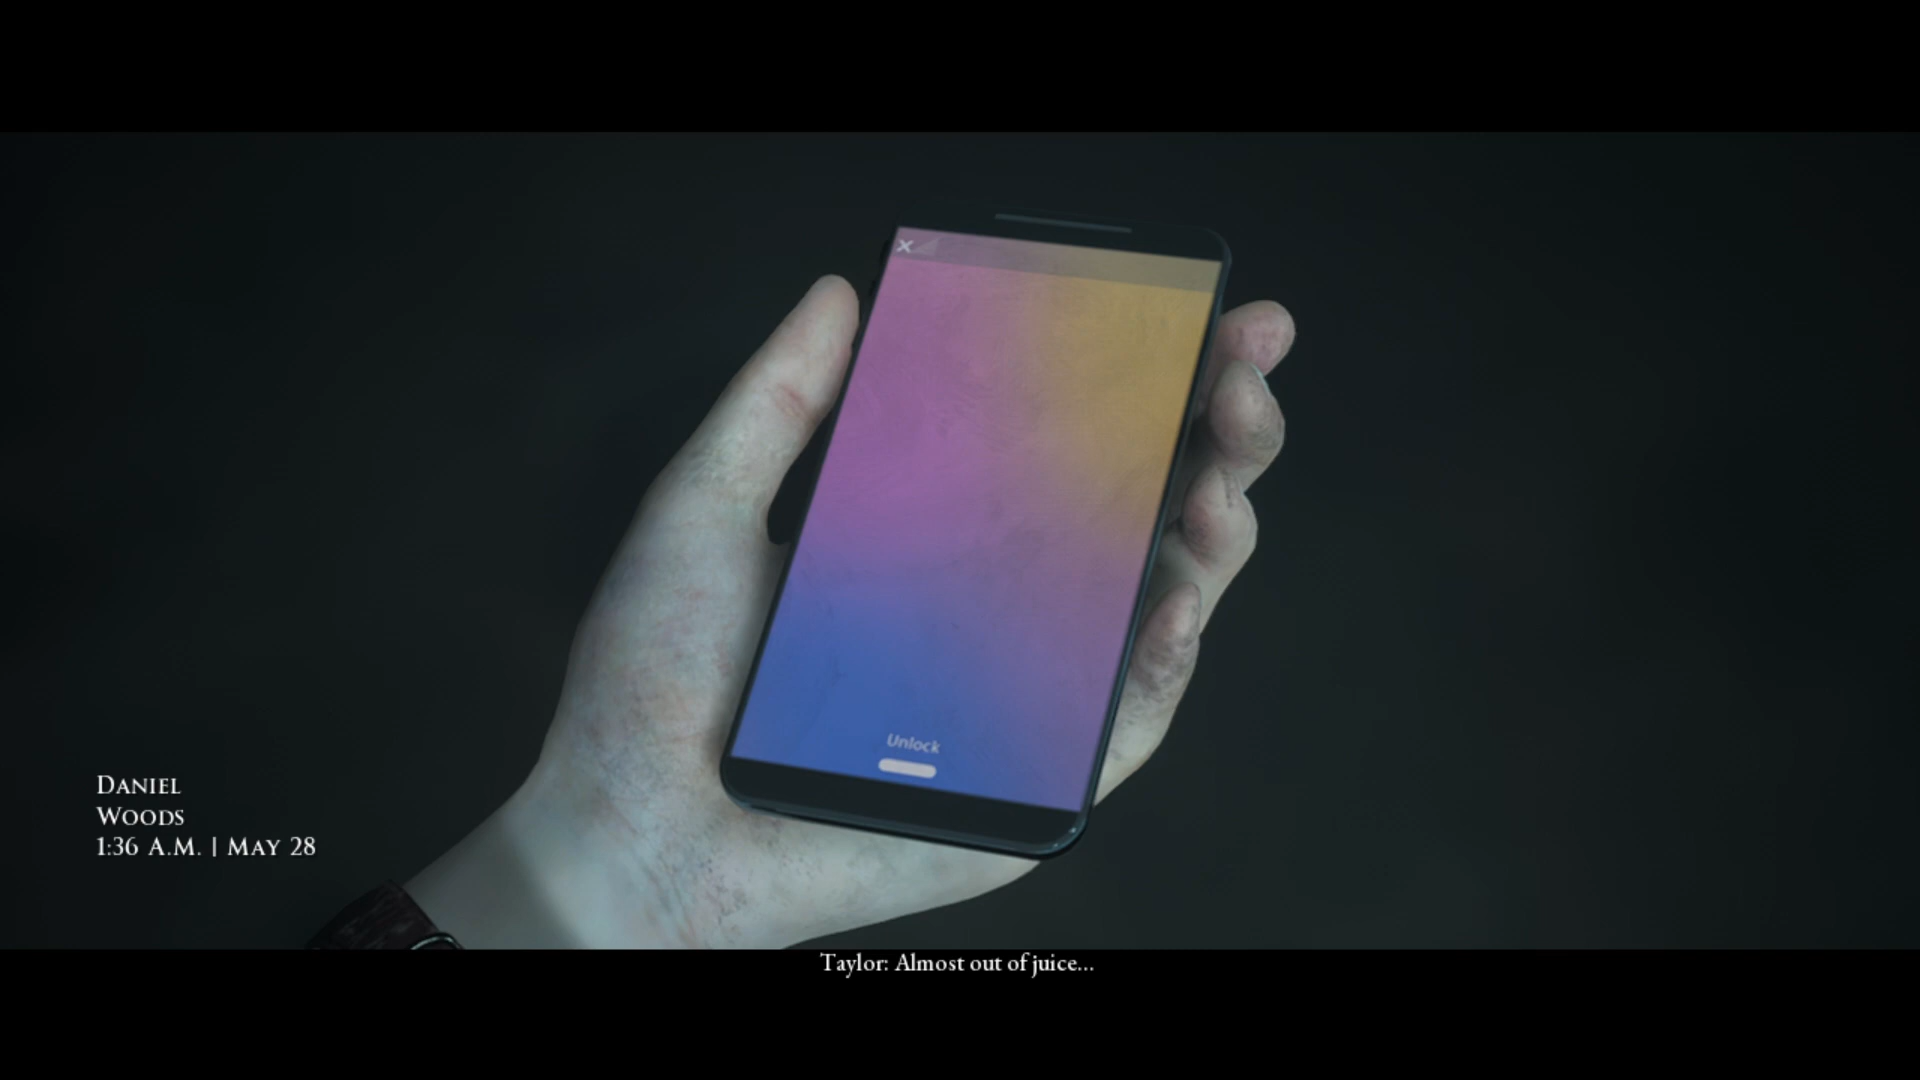 Unlock
Daniel
Woods
1:36 A.M. | May 28
Taylor: Almost out of juice...